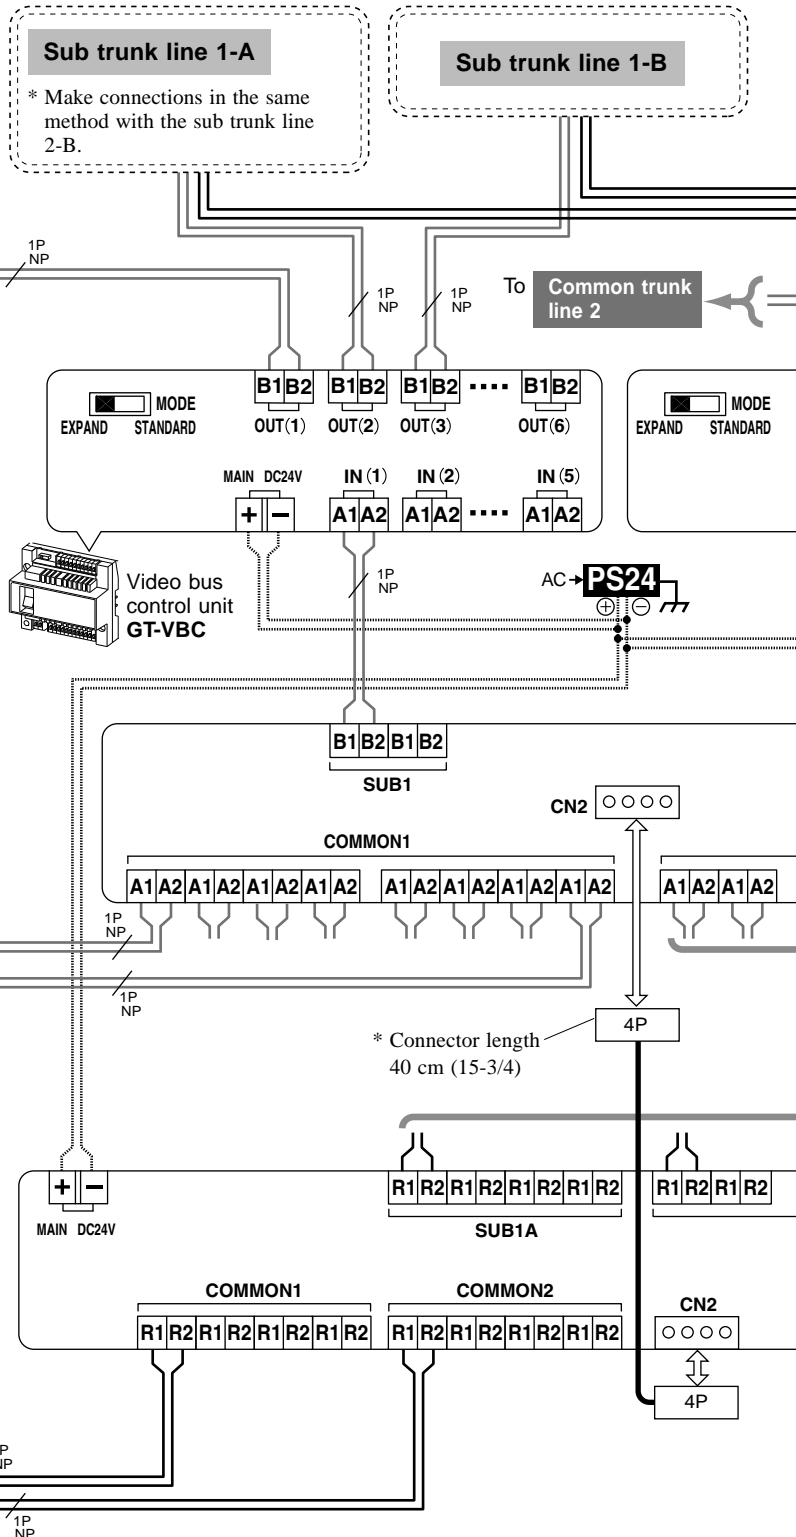 Sub trunk line 1-A
* Make connections in the same
method with the sub trunk line
2-B.
Sub trunk line 1-B
1P
NP
1P
NP
1P
NP
To
Common trunk
line 2
B1 B2 B1 B2 B1 B2 B1 B2
MODE
EXPAND STANDARD
OUT(1) OUT(2) OUT(3) OUT(6)
MODE
EXPAND STANDARD
MAIN DC24V IN(1) IN(2) IN(5)
+ − A1 A2 A1 A2 A1 A2
Video bus
control unit
GT-VBC
1P
NP
AC PS24
+ −
B1 B2 B1 B2
SUB1
CN2
COMMON1
A1 A2 A1 A2 A1 A2 A1 A2 A1 A2 A1 A2 A1 A2 A1 A2 A1 A2 A1 A2
1P
NP
1P
NP
4P
* Connector length
40 cm (15-3/4)
+ −
MAIN DC24V
R1 R2 R1 R2 R1 R2 R1 R2 R1 R2 R1 R2
SUB1A
COMMON1 COMMON2
CN2
R1 R2 R1 R2 R1 R2 R1 R2 R1 R2 R1 R2 R1 R2 R1 R2
4P
P
NP
1P
NP